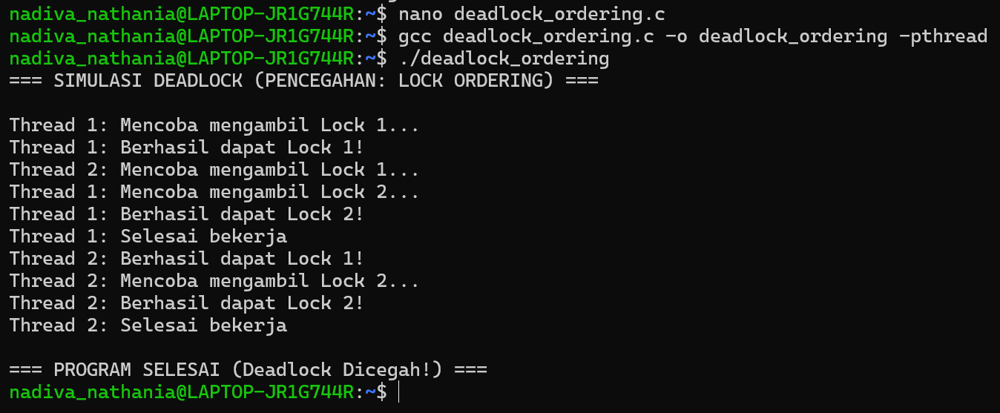 nadiva_nathania@LAPTOP-JR1G744R:~$ nano deadlock_ordering.c
nadiva_nathania@LAPTOP-JR1G744R:~$ gcc deadlock_ordering.c -o deadlock_ordering -pthread
nadiva_nathania@LAPTOP-JR1G744R:~$ ./deadlock_ordering
=== SIMULASI DEADLOCK (PENCEGAHAN: LOCK ORDERING) ===
Thread 1: Mencoba mengambil Lock 1...
Thread 1: Berhasil dapat Lock 1!
Thread 2: Mencoba mengambil Lock 1...
Thread 1: Mencoba mengambil Lock 2...
Thread 1: Berhasil dapat Lock 2!
Thread 1: Selesai bekerja
Thread 2: Berhasil dapat Lock 1!
Thread 2: Mencoba mengambil Lock 2...
Thread 2: Berhasil dapat Lock 2!
Thread 2: Selesai bekerja
=== PROGRAM SELESAI (Deadlock Dicegah!) ===
nadiva_nathania@LAPTOP-JR1G744R:~$